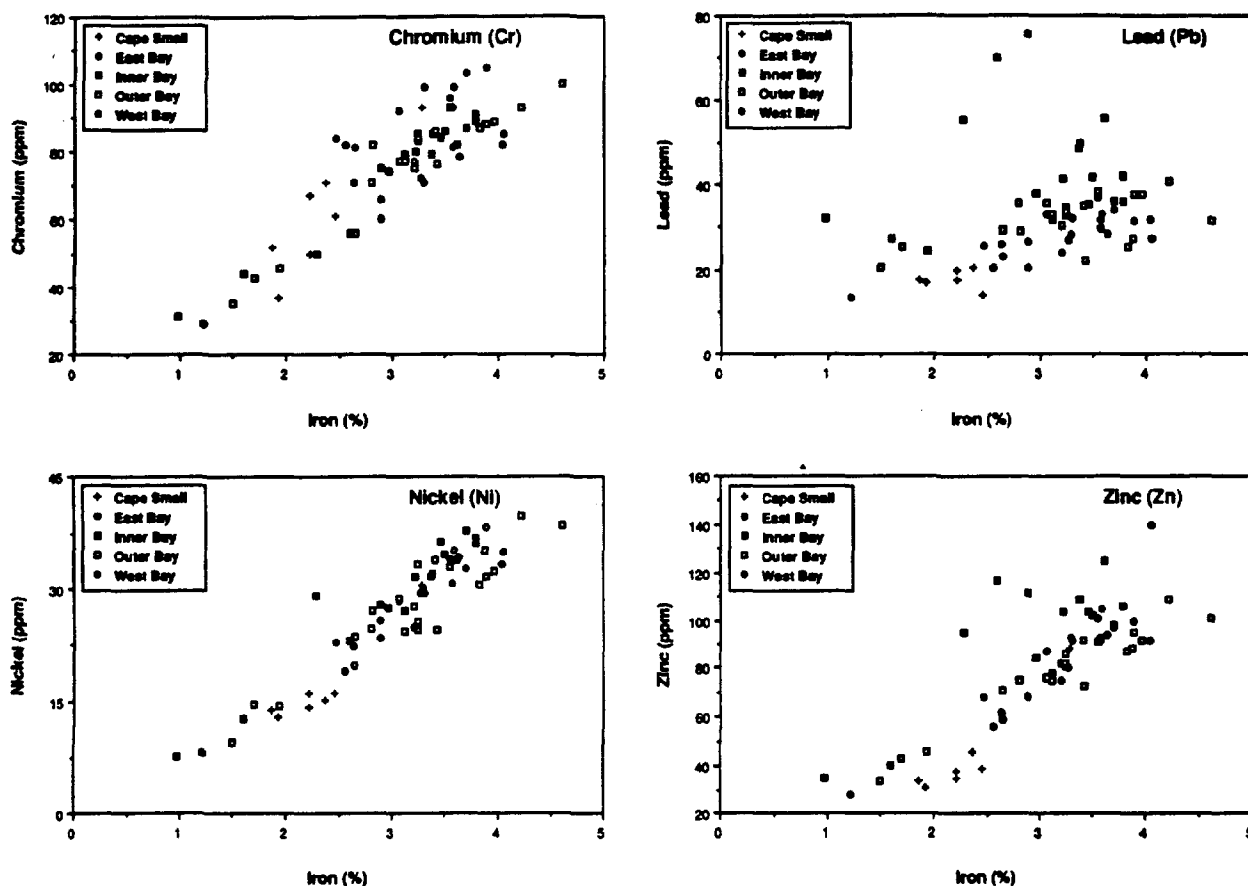 Chromium (Cr)
Cape Small
East Bay
Inner Bay
Outer Bay
West Bay
Chromium (ppm)
120
100
80
60
40
20
0
1
2
3
4
5
Iron (%)
Lead (Pb)
Cape Small
East Bay
Inner Bay
Outer Bay
West Bay
Lead (ppm)
80
60
40
20
0
0
1
2
3
4
5
Iron (%)
Nickel (Ni)
Cape Small
East Bay
Inner Bay
Outer Bay
West Bay
Nickel (ppm)
45
30
15
0
0
1
2
3
4
5
Iron (%)
Zinc (Zn)
Cape Small
East Bay
Inner Bay
Outer Bay
West Bay
Zinc (ppm)
160
140
120
100
80
60
40
20
0
1
2
3
4
5
Iron (%)